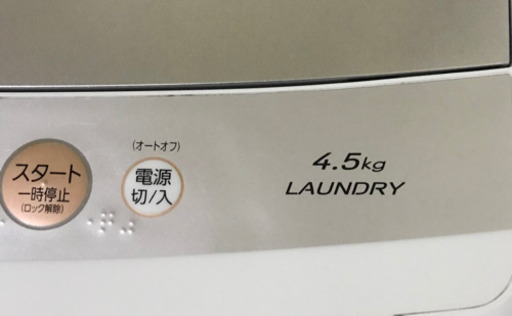 スタート
一時停止
(ロック解除)
(オートオフ)
電源
切/入
4.5kg
LAUNDRY